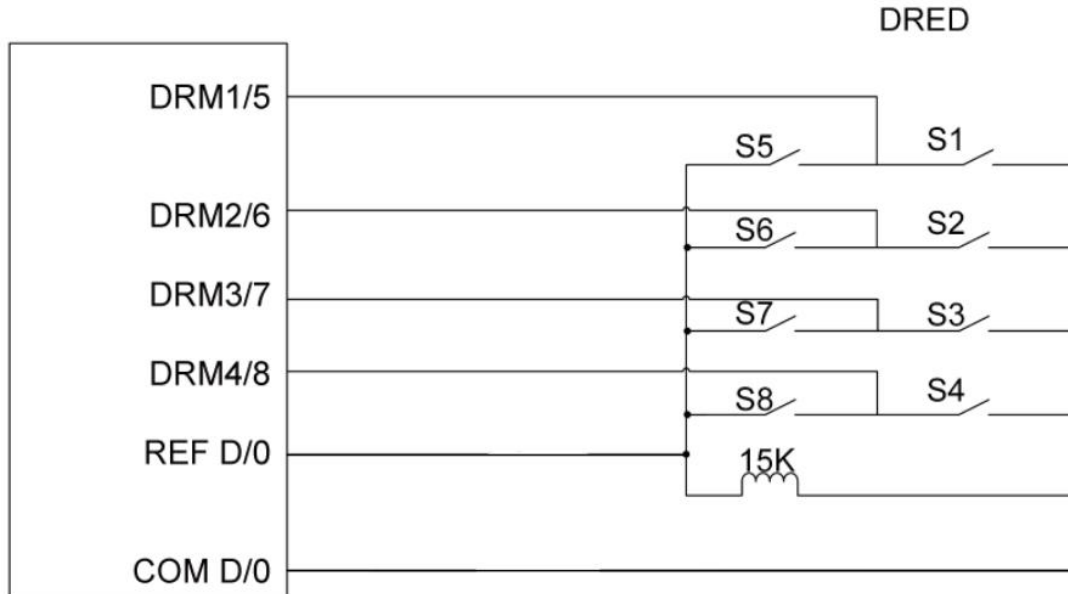 DRED
DRM1/5
S5
S1
DRM2/6
S6
S2
DRM3/7
S7
S3
DRM4/8
S8
S4
REF D/0
15K
COM D/0